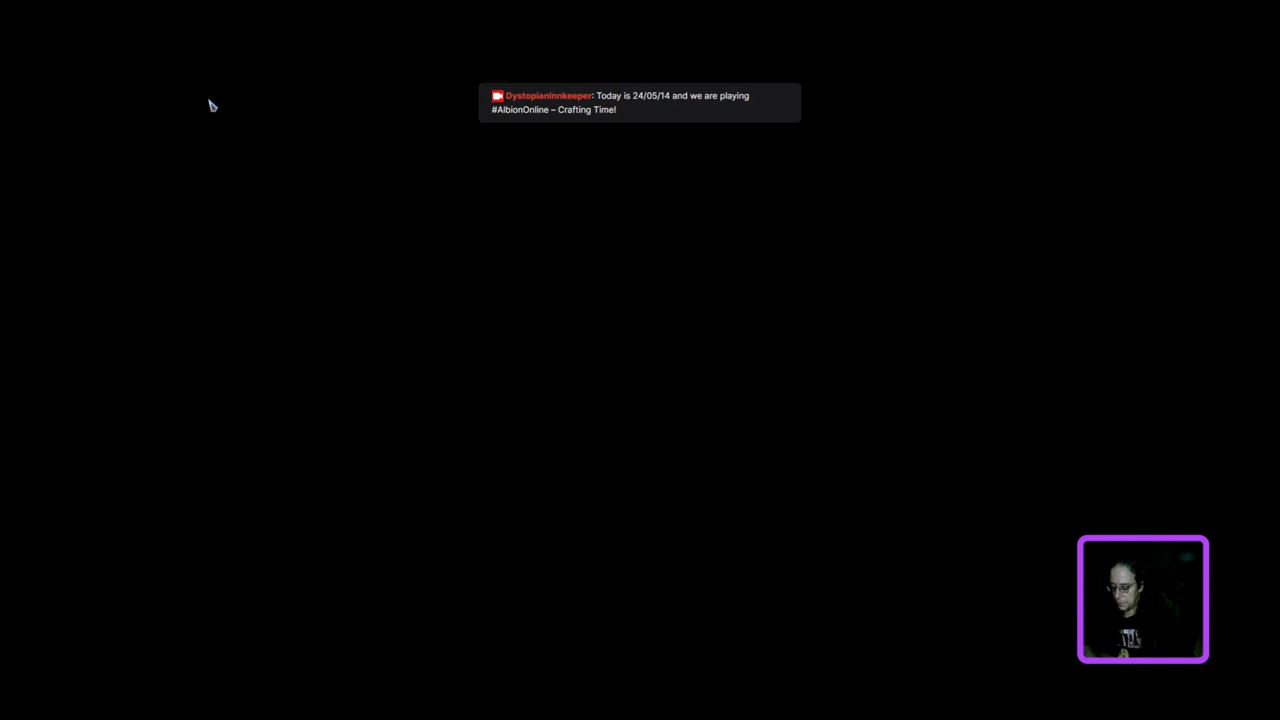 DystopianInnkeeper: Today is 24/05/14 and we are playing
#AlbionOnline – Crafting Time!